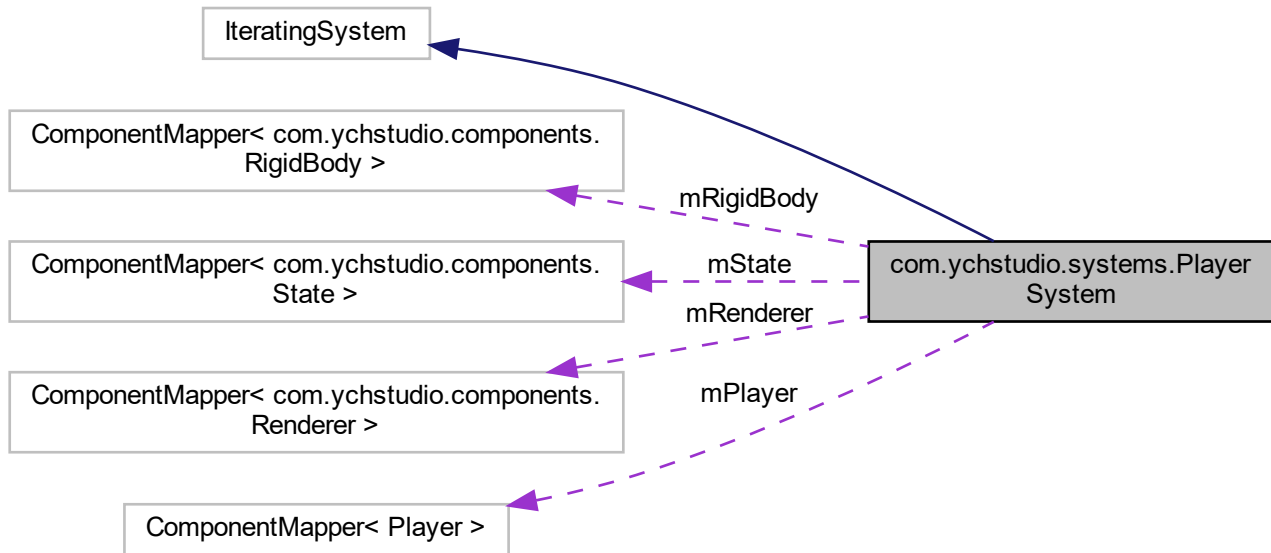 IteratingSystem
ComponentMapper< com.ychstudio.components.
RigidBody >
mRigidBody
ComponentMapper< com.ychstudio.components.
State >
mState
com.ychstudio.systems.Player
System
mRenderer
ComponentMapper< com.ychstudio.components.
Renderer >
mPlayer
ComponentMapper< Player >